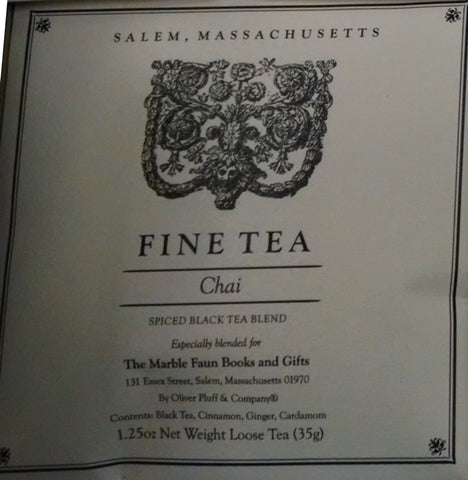 SALEM, MASSACHUSETTS
FINE TEA
Chai
SPICED BLACK TEA BLEND
Especially blended for
The Marble Faun Books and Gifts
131 Essex Street, Salem, Massachusetts 01970
By Oliver Pluff & Company®
Contents: Black Tea, Cinnamon, Ginger, Cardamom
1.25oz Net Weight Loose Tea (35g)